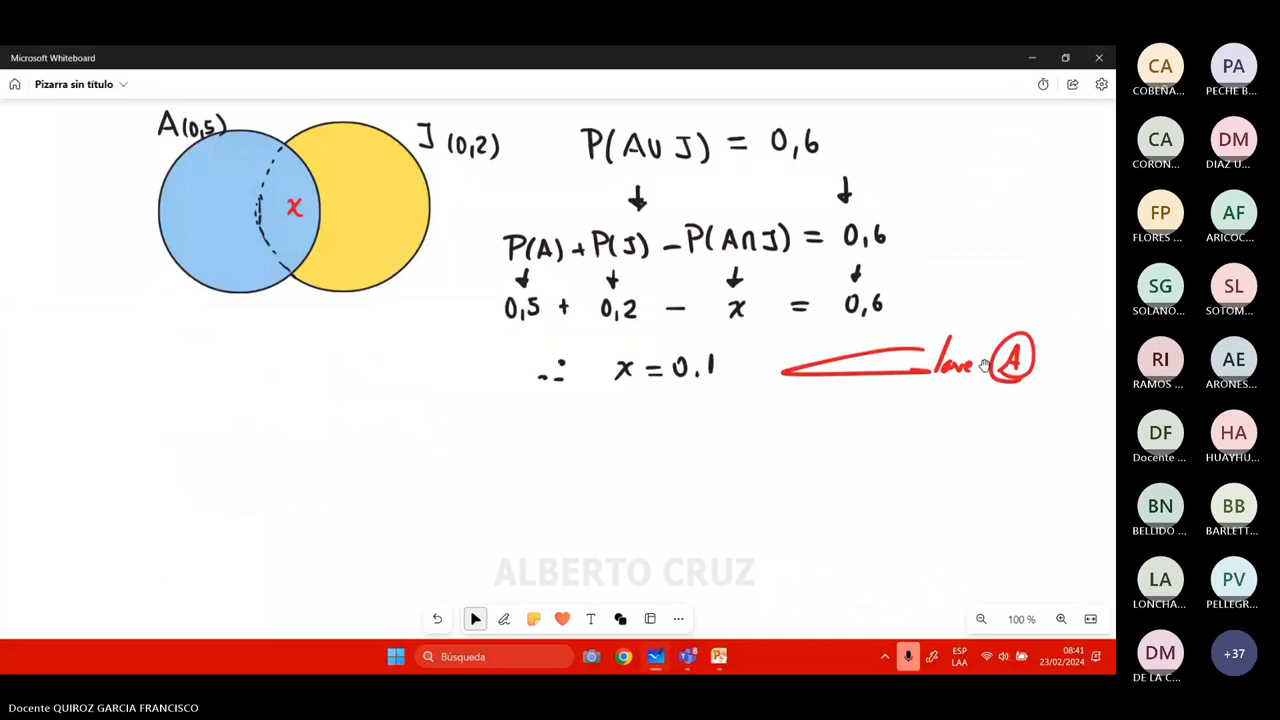 Microsoft Whiteboard
Pizarra sin título
A(0,5)
J (0,2)
x
P(A∪J) = 0,6
P(A) + P(J) - P(A∩J) = 0,6
0,5 + 0,2 - x = 0,6
∴ x = 0.1
A
ALBERTO CRUZ
100 %
Búsqueda
8
ESP
LAA
08:41
23/02/2024
CA
COBEÑA...
PA
PECHE B...
CA
CORON...
DM
DIAZ U...
FP
FLORES ...
AF
ARICOC...
SG
SOLANO...
SL
SOTOM...
RI
RAMOS ...
AE
ARONES...
DF
Docente ...
HA
HUAYHU...
BN
BELLIDO ...
BB
BARLETT...
LA
LONCHA...
PV
PELLEGR...
DM
DE LA C...
+37
Docente QUIROZ GARCIA FRANCISCO